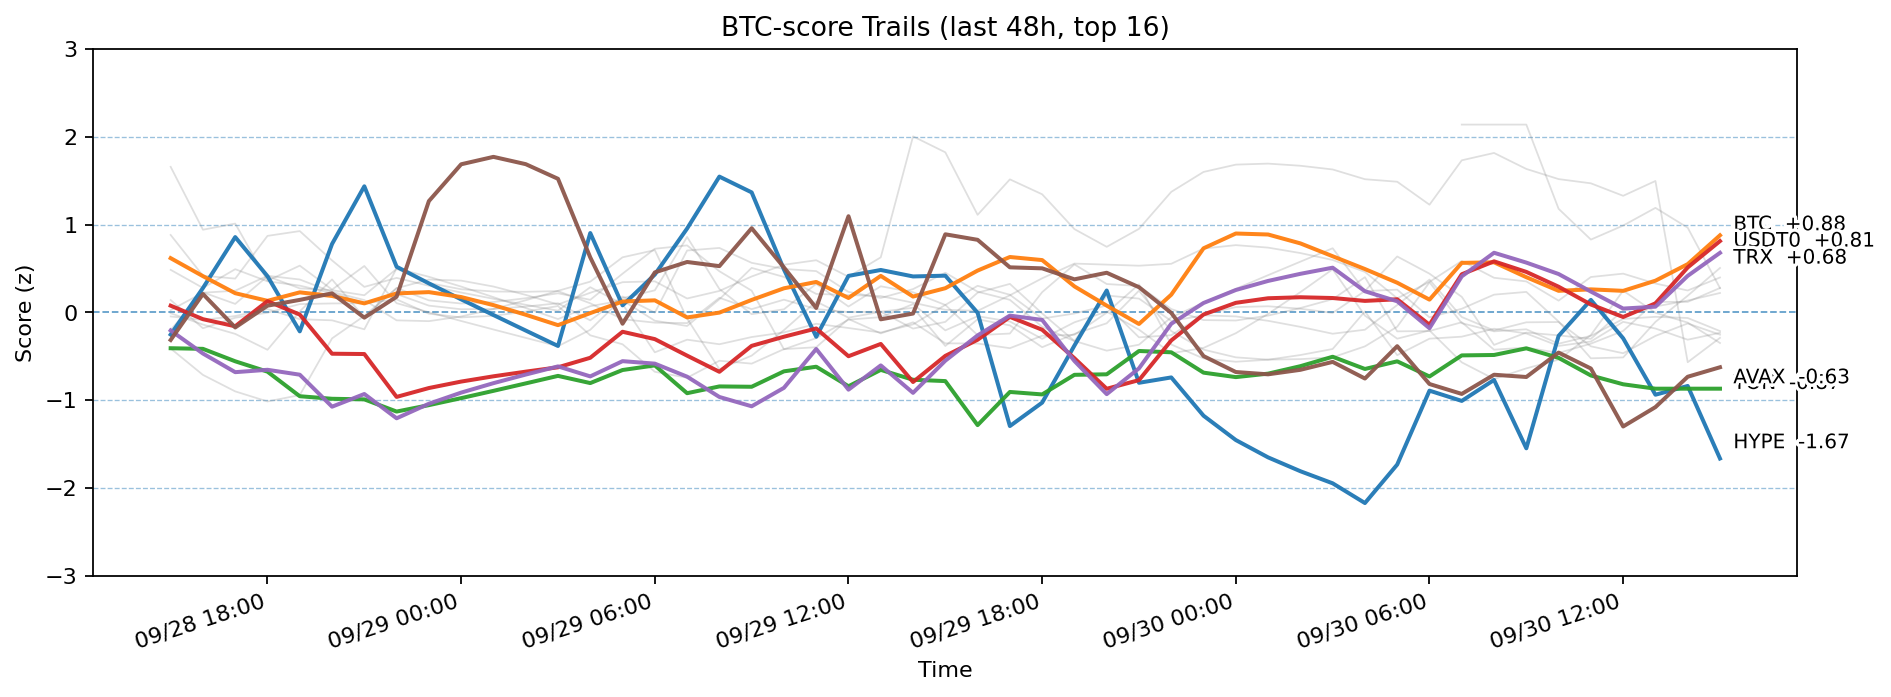 BTC-score Trails (last 48h, top 16)
Score (z)
3
2
1
0
−1
−2
−3
BTC +0.88
USDT0 +0.81
TRX +0.68
AVAX -0.63
HYPE -1.67
09/28 18:00
09/29 00:00
09/29 06:00
09/29 12:00
09/29 18:00
09/30 00:00
09/30 06:00
09/30 12:00
Time